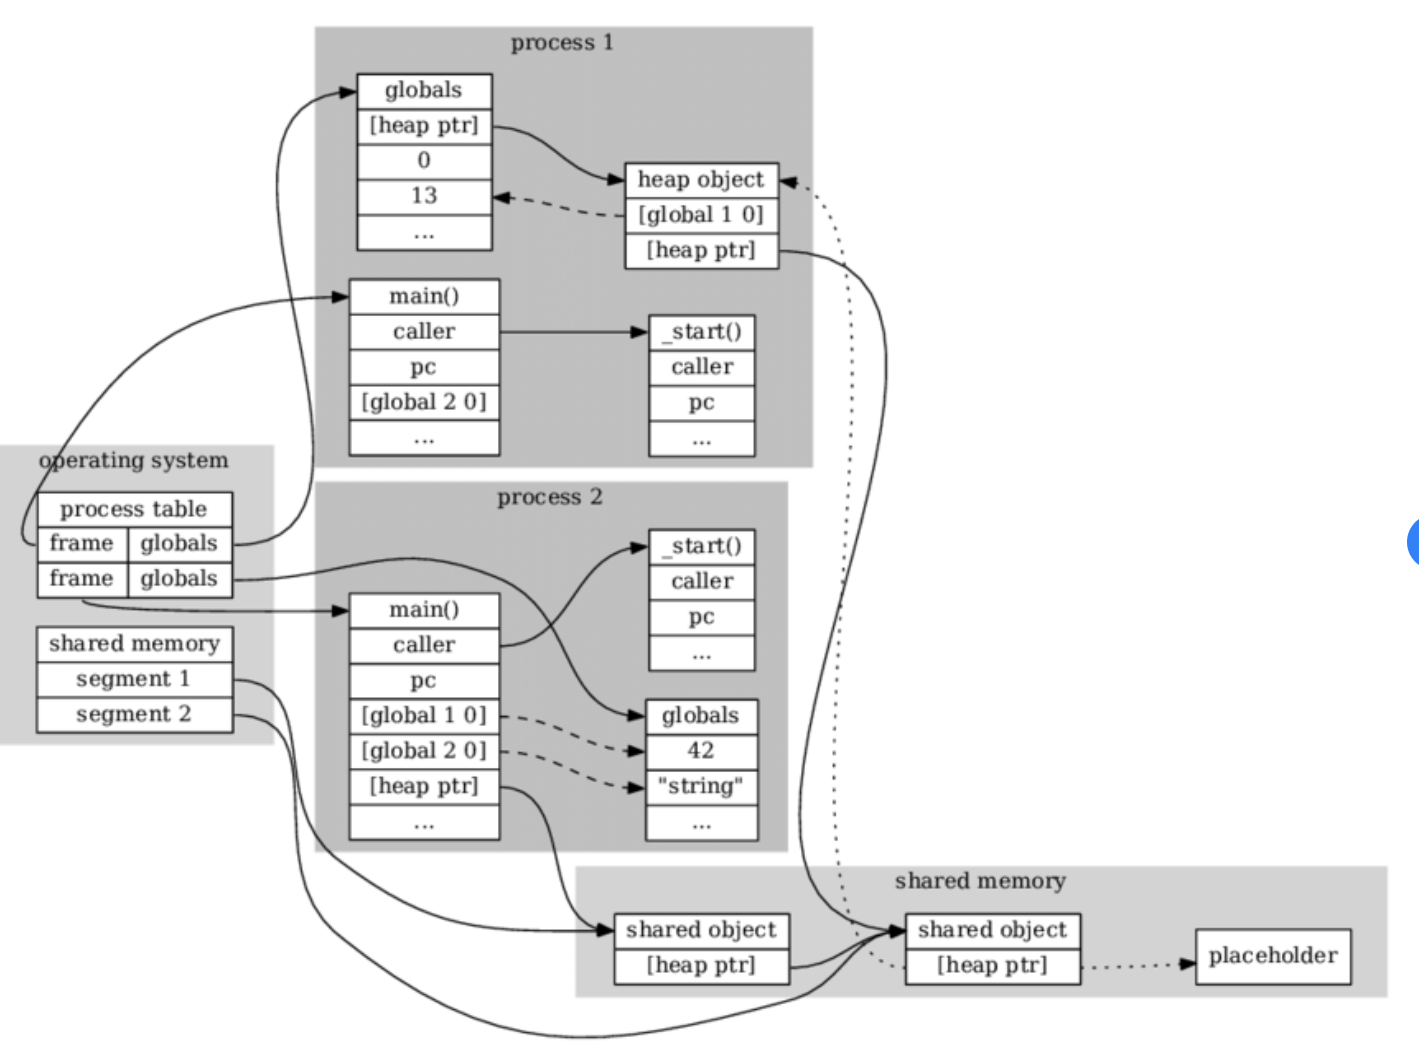 process 1
globals
[heap ptr]
0
13
...
heap object
[global 1 0]
[heap ptr]
main()
caller
pc
[global 2 0]
...
_start()
caller
pc
...
operating system
process table
frame globals
frame globals
shared memory
segment 1
segment 2
process 2
_start()
caller
pc
...
main()
caller
pc
[global 1 0]
[global 2 0]
[heap ptr]
...
globals
42
"string"
...
shared memory
shared object
[heap ptr]
shared object
[heap ptr]
placeholder